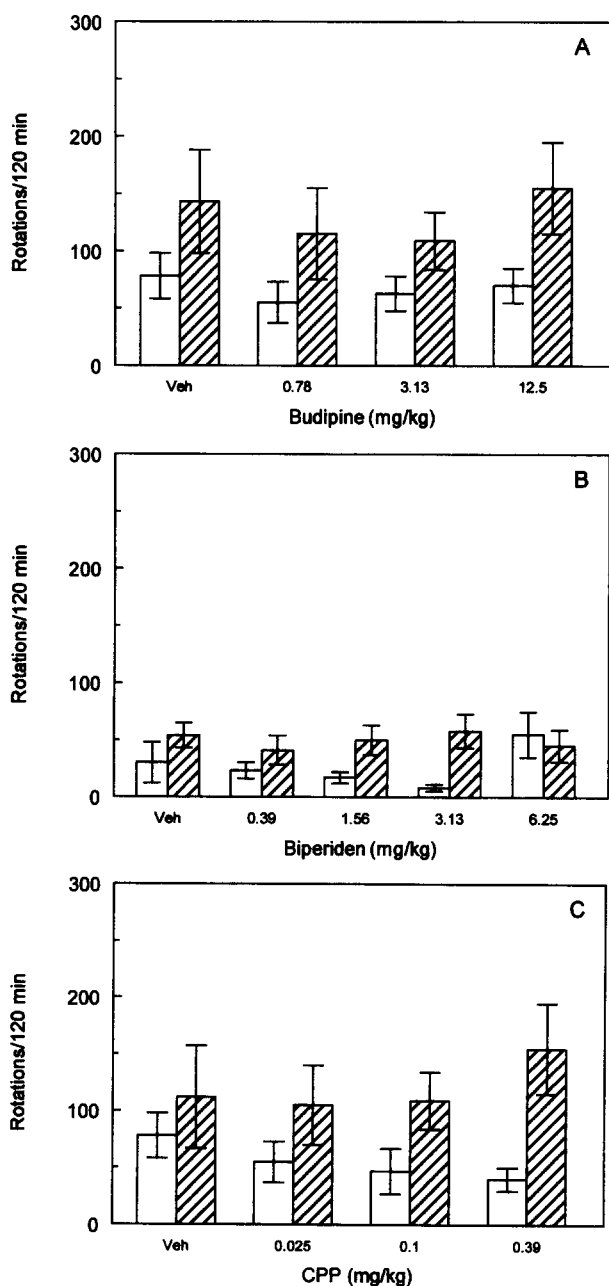 300
A
200
Rotations/120 min
100
0
Veh 0.78 3.13 12.5
Budipine (mg/kg)
300
B
200
Rotations/120 min
100
0
Veh 0.39 1.56 3.13 6.25
Biperiden (mg/kg)
300
C
200
Rotations/120 min
100
0
Veh 0.025 0.1 0.39
CPP (mg/kg)